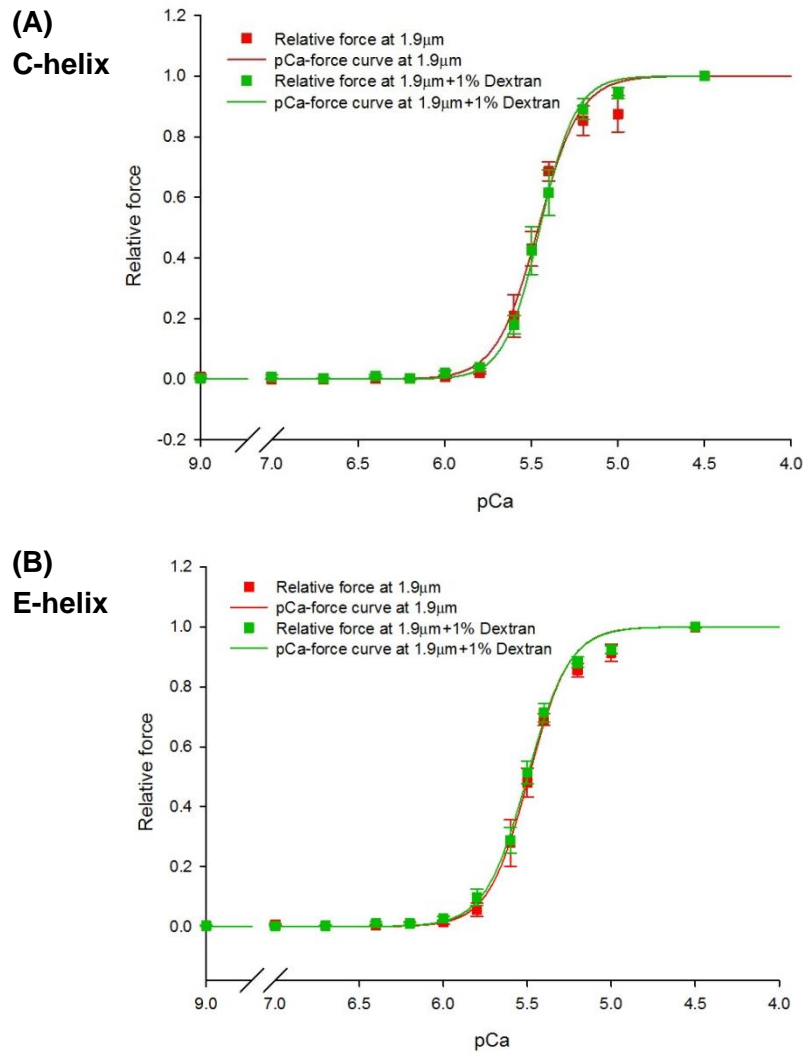 (A)
C-helix
Relative force at 1.9μm
pCa-force curve at 1.9μm
Relative force at 1.9μm+1% Dextran
pCa-force curve at 1.9μm+1% Dextran
1.2
1.0
0.8
0.6
0.4
0.2
0.0
-0.2
Relative force
9.0 7.0 6.5 6.0 5.5 5.0 4.5 4.0
pCa
(B)
E-helix
Relative force at 1.9μm
pCa-force curve at 1.9μm
Relative force at 1.9μm+1% Dextran
pCa-force curve at 1.9μm+1% Dextran
1.2
1.0
0.8
0.6
0.4
0.2
0.0
Relative force
9.0 7.0 6.5 6.0 5.5 5.0 4.5 4.0
pCa